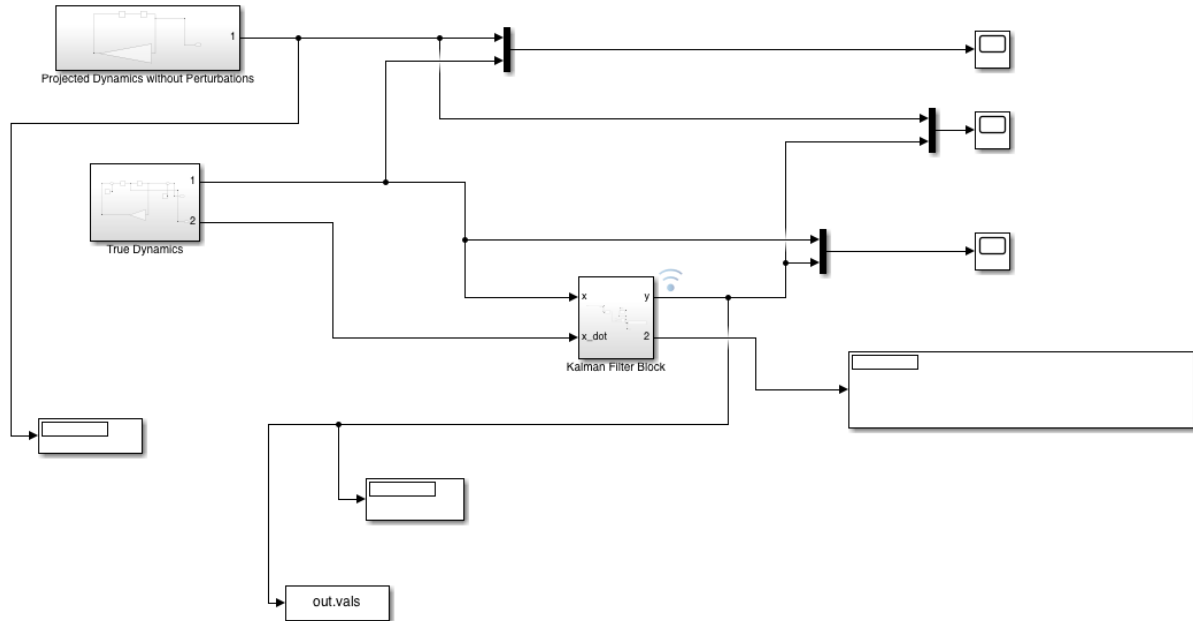 1
Projected Dynamics without Perturbations
1
2
True Dynamics
x
y
x_dot
2
Kalman Filter Block
out.vals